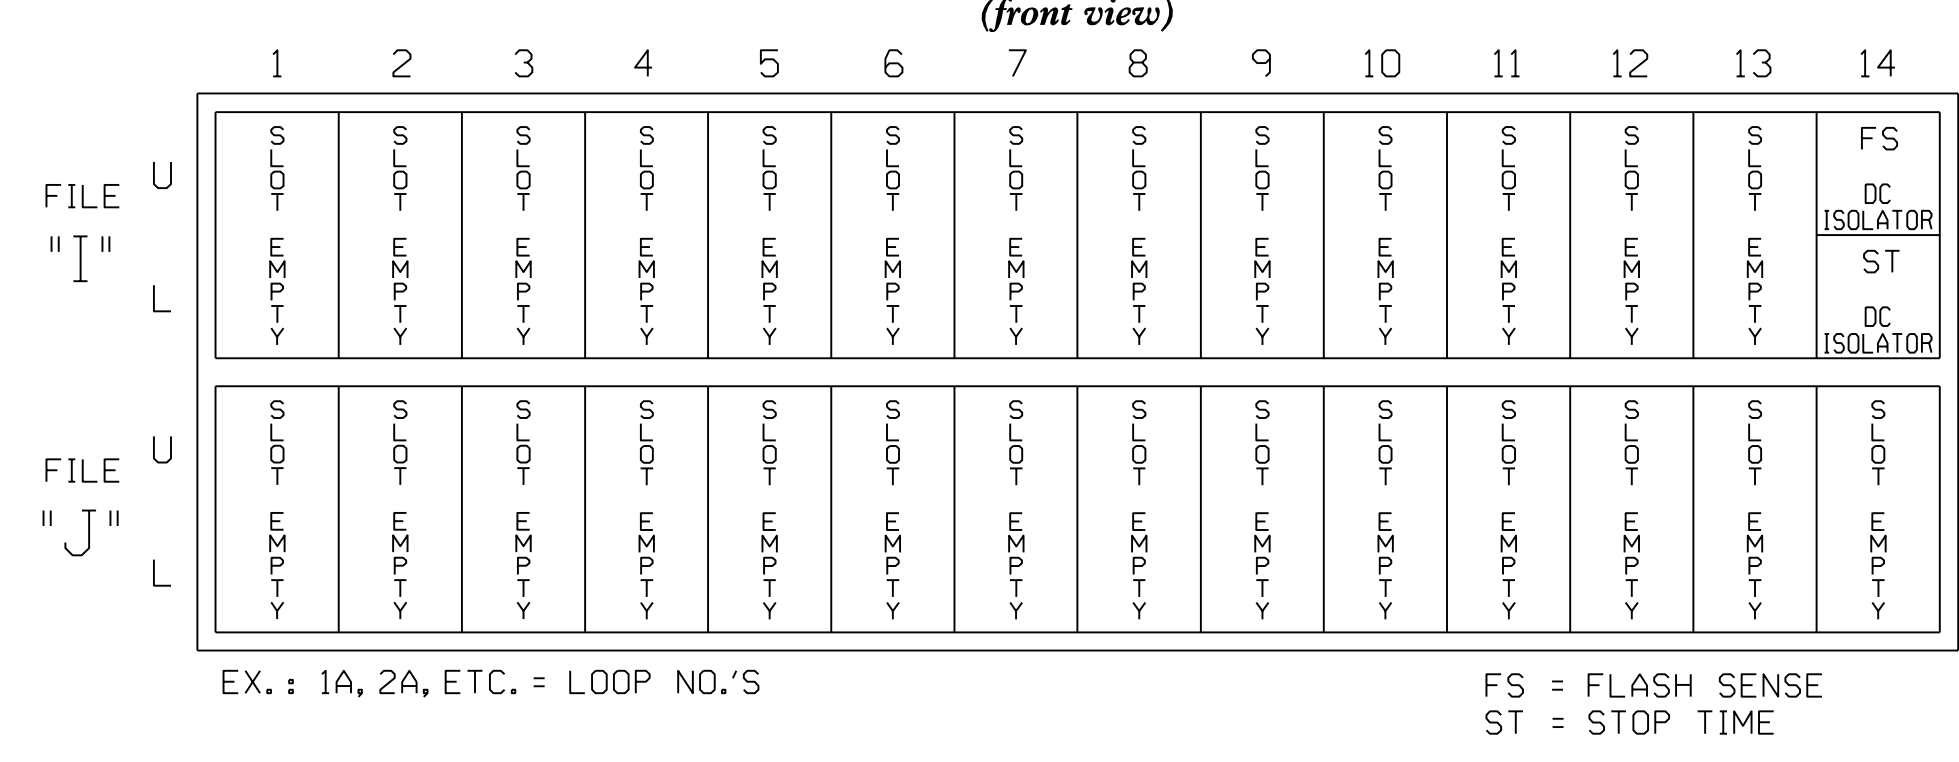 (front view)
1 2 3 4 5 6 7 8 9 10 11 12 13 14
FILE "I"
U
L
SLOT EMPTY SLOT EMPTY SLOT EMPTY SLOT EMPTY SLOT EMPTY SLOT EMPTY SLOT EMPTY SLOT EMPTY SLOT EMPTY SLOT EMPTY SLOT EMPTY SLOT EMPTY SLOT EMPTY
FS
DC
ISOLATOR
ST
DC
ISOLATOR
FILE "J"
U
L
SLOT EMPTY SLOT EMPTY SLOT EMPTY SLOT EMPTY SLOT EMPTY SLOT EMPTY SLOT EMPTY SLOT EMPTY SLOT EMPTY SLOT EMPTY SLOT EMPTY SLOT EMPTY SLOT EMPTY SLOT EMPTY
EX.: 1A, 2A, ETC. = LOOP NO.'S
FS = FLASH SENSE
ST = STOP TIME